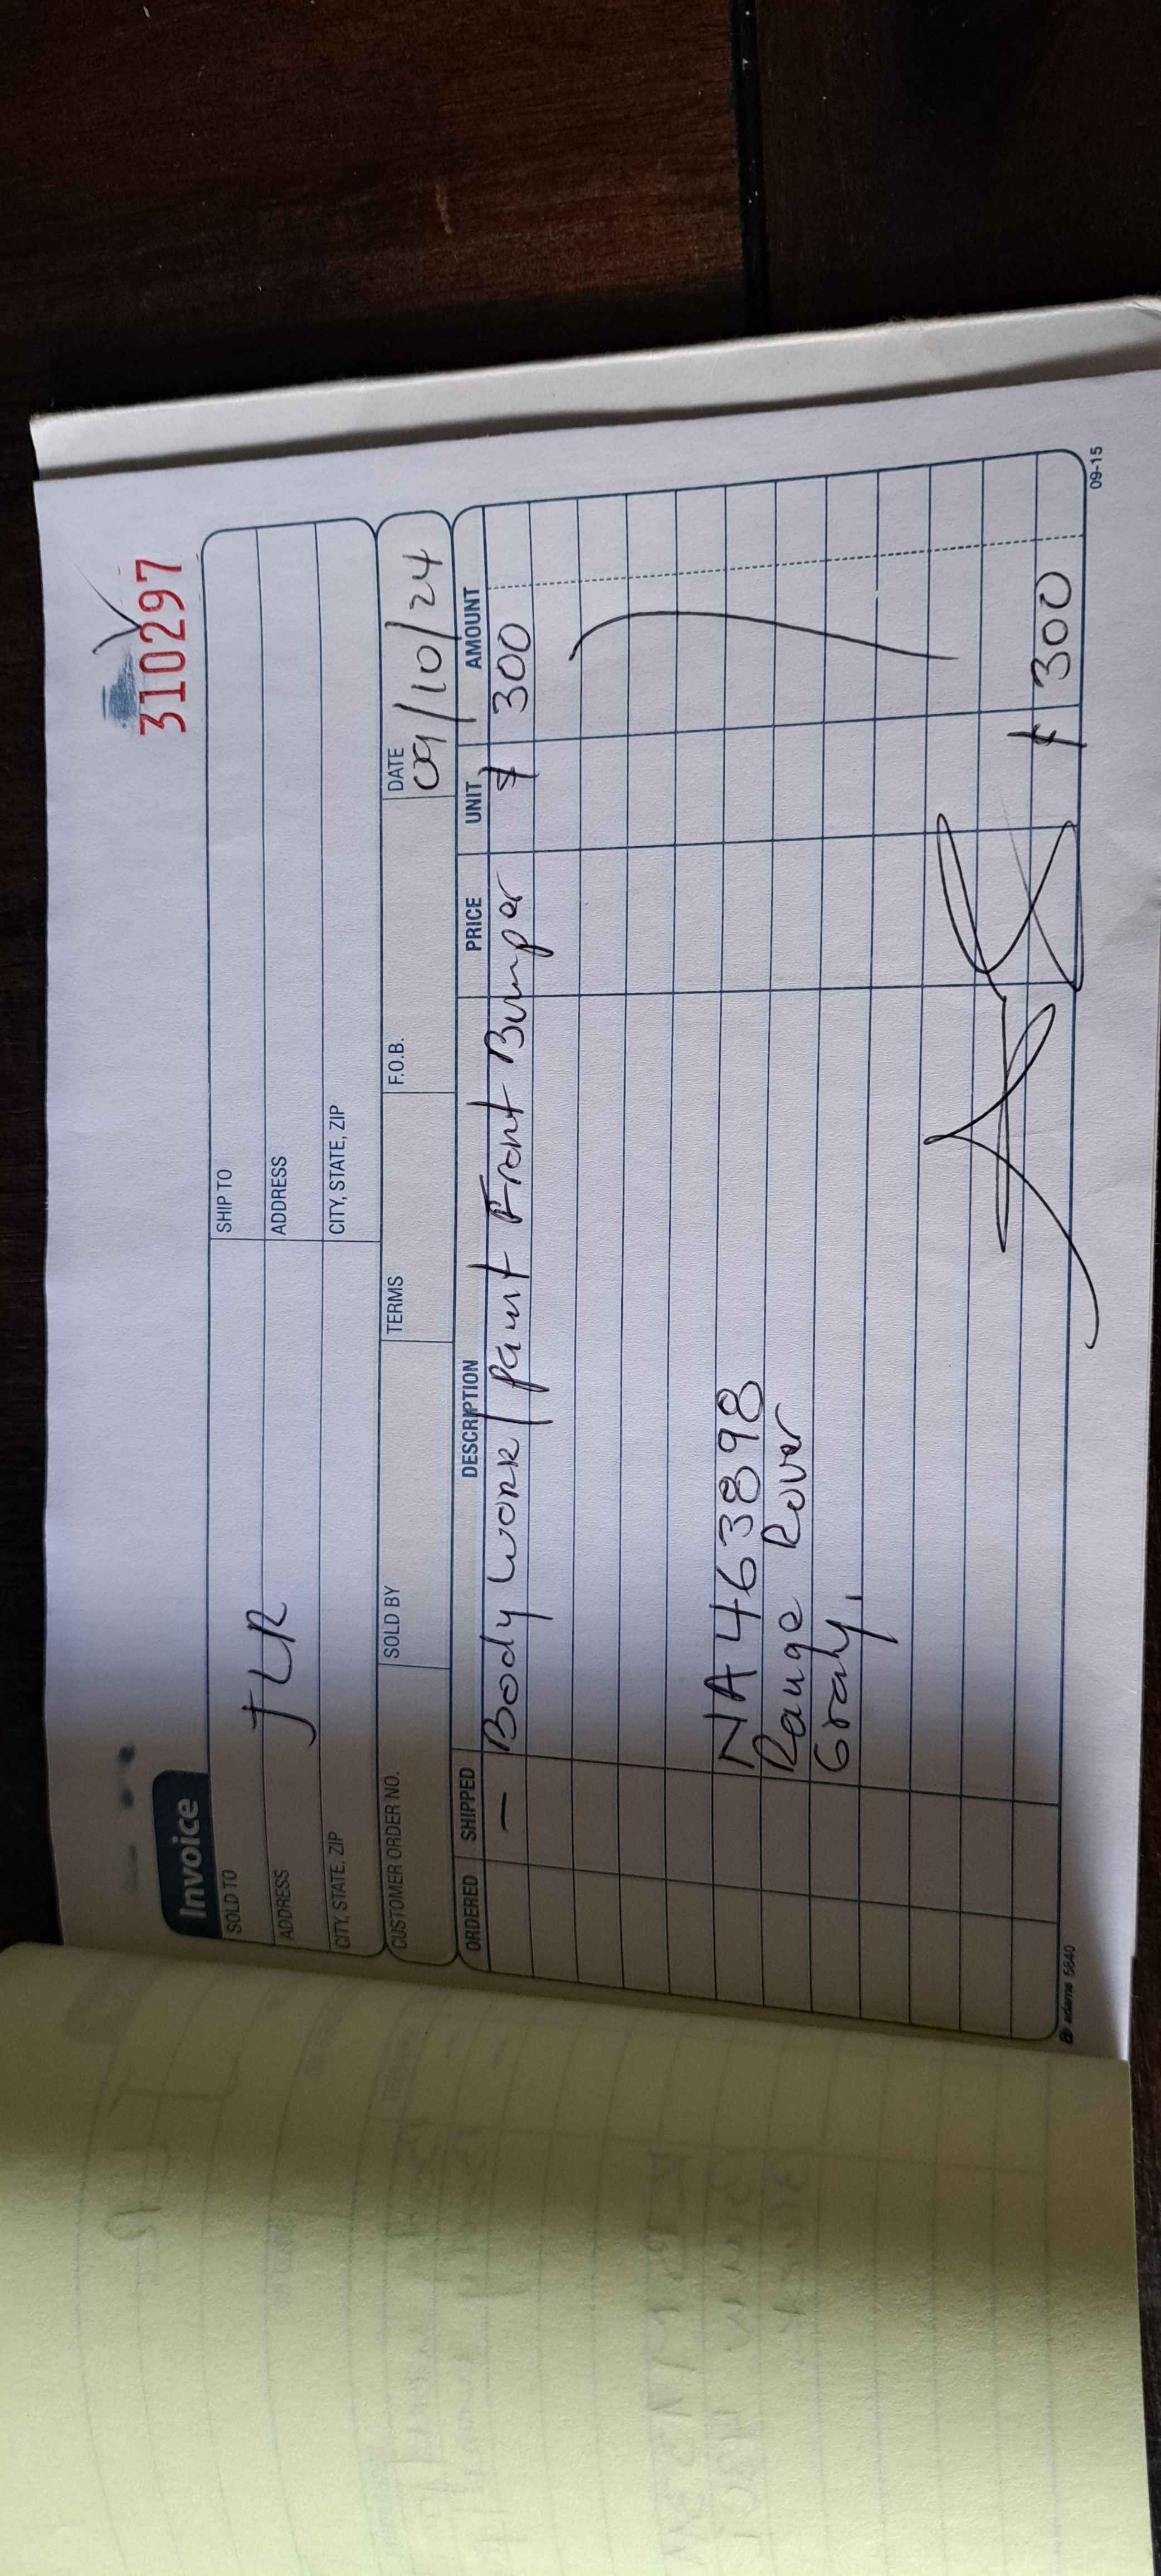 310297
Invoice
SOLD TO JLR
SHIP TO
ADDRESS
ADDRESS
CITY, STATE, ZIP
CITY, STATE, ZIP
CUSTOMER ORDER NO. SOLD BY TERMS F.O.B. DATE 09/10/24
ORDERED SHIPPED DESCRIPTION PRICE UNIT AMOUNT
— Body work/paint Front Bumper $ 300
NA463898
Range Rover
Graly.
$ 300
adams 5840
09-15